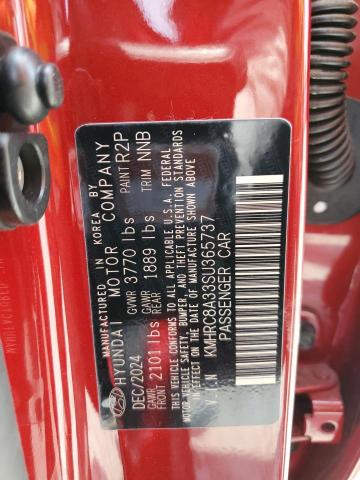 MANUFACTURED IN KOREA BY
HYUNDAI MOTOR COMPANY
DEC/2024 GVWR 3770 lbs PAINT R2P
GAWR FRONT 2101 lbs GAWR REAR 1889 lbs TRIM NNB
THIS VEHICLE CONFORMS TO ALL APPLICABLE U.S.A. FEDERAL
MOTOR VEHICLE SAFETY, BUMPER, AND THEFT PREVENTION
STANDARDS IN EFFECT ON THE DATE OF MANUFACTURE SHOWN ABOVE
V.I.N KMHRC8A33SU365737
PASSENGER CAR